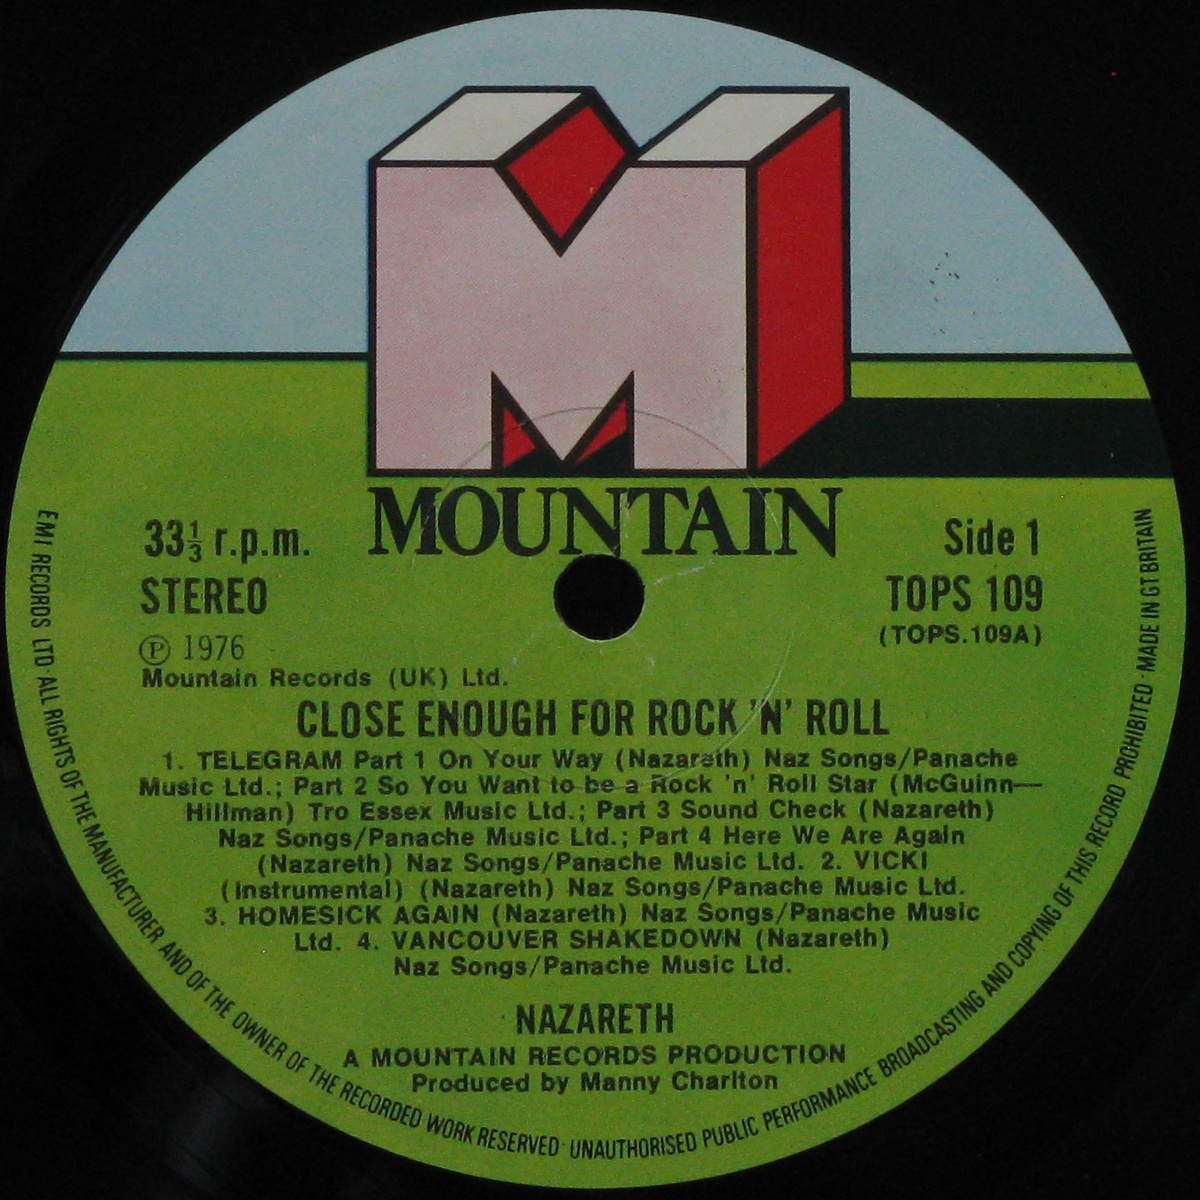 M
MOUNTAIN
33⅓ r.p.m.
STEREO
Ⓟ 1976
Mountain Records (UK) Ltd.
Side 1
TOPS 109
(TOPS.109A)
CLOSE ENOUGH FOR ROCK 'N' ROLL
1. TELEGRAM Part 1 On Your Way (Nazareth) Naz Songs/Panache
Music Ltd.; Part 2 So You Want to be a Rock 'n' Roll Star (McGuinn—
Hillman) Tro Essex Music Ltd.; Part 3 Sound Check (Nazareth)
Naz Songs/Panache Music Ltd.; Part 4 Here We Are Again
(Nazareth) Naz Songs/Panache Music Ltd. 2. VICKI
(Instrumental) (Nazareth) Naz Songs/Panache Music Ltd.
3. HOMESICK AGAIN (Nazareth) Naz Songs/Panache Music
Ltd. 4. VANCOUVER SHAKEDOWN (Nazareth)
Naz Songs/Panache Music Ltd.
NAZARETH
A MOUNTAIN RECORDS PRODUCTION
Produced by Manny Charlton
EMI RECORDS LTD · ALL RIGHTS OF THE MANUFACTURER AND OF THE OWNER OF THE RECORDED WORK RESERVED · UNAUTHORISED PUBLIC PERFORMANCE BROADCASTING AND COPYING OF THIS RECORD PROHIBITED · MADE IN GT BRITAIN